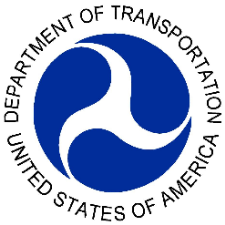 DEPARTMENT OF TRANSPORTATION
UNITED STATES OF AMERICA